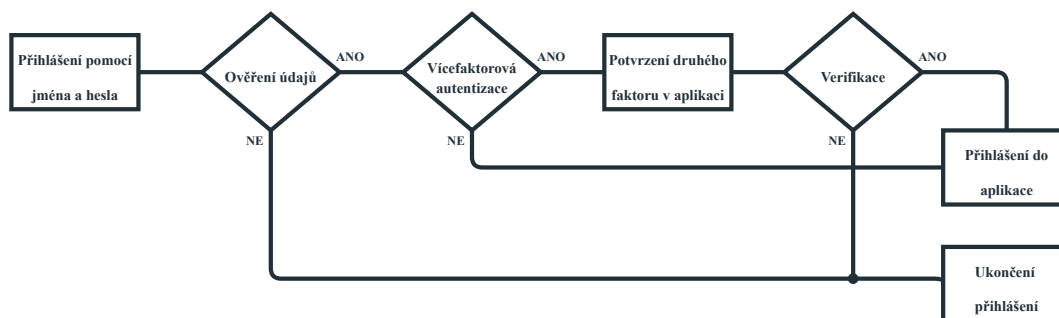 Přihlášení pomocí
jména a hesla
Ověření údajů
ANO
NE
Vícefaktorová
autentizace
ANO
NE
Potvrzení druhého
faktoru v aplikaci
Verifikace
ANO
NE
Přihlášení do
aplikace
Ukončení
přihlášení